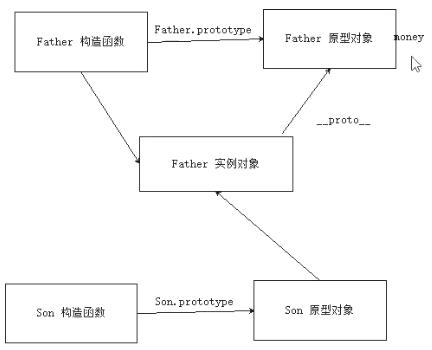 Father 构造函数
Father.prototype
Father 原型对象
money
__proto__
Father 实例对象
Son 构造函数
Son.prototype
Son 原型对象